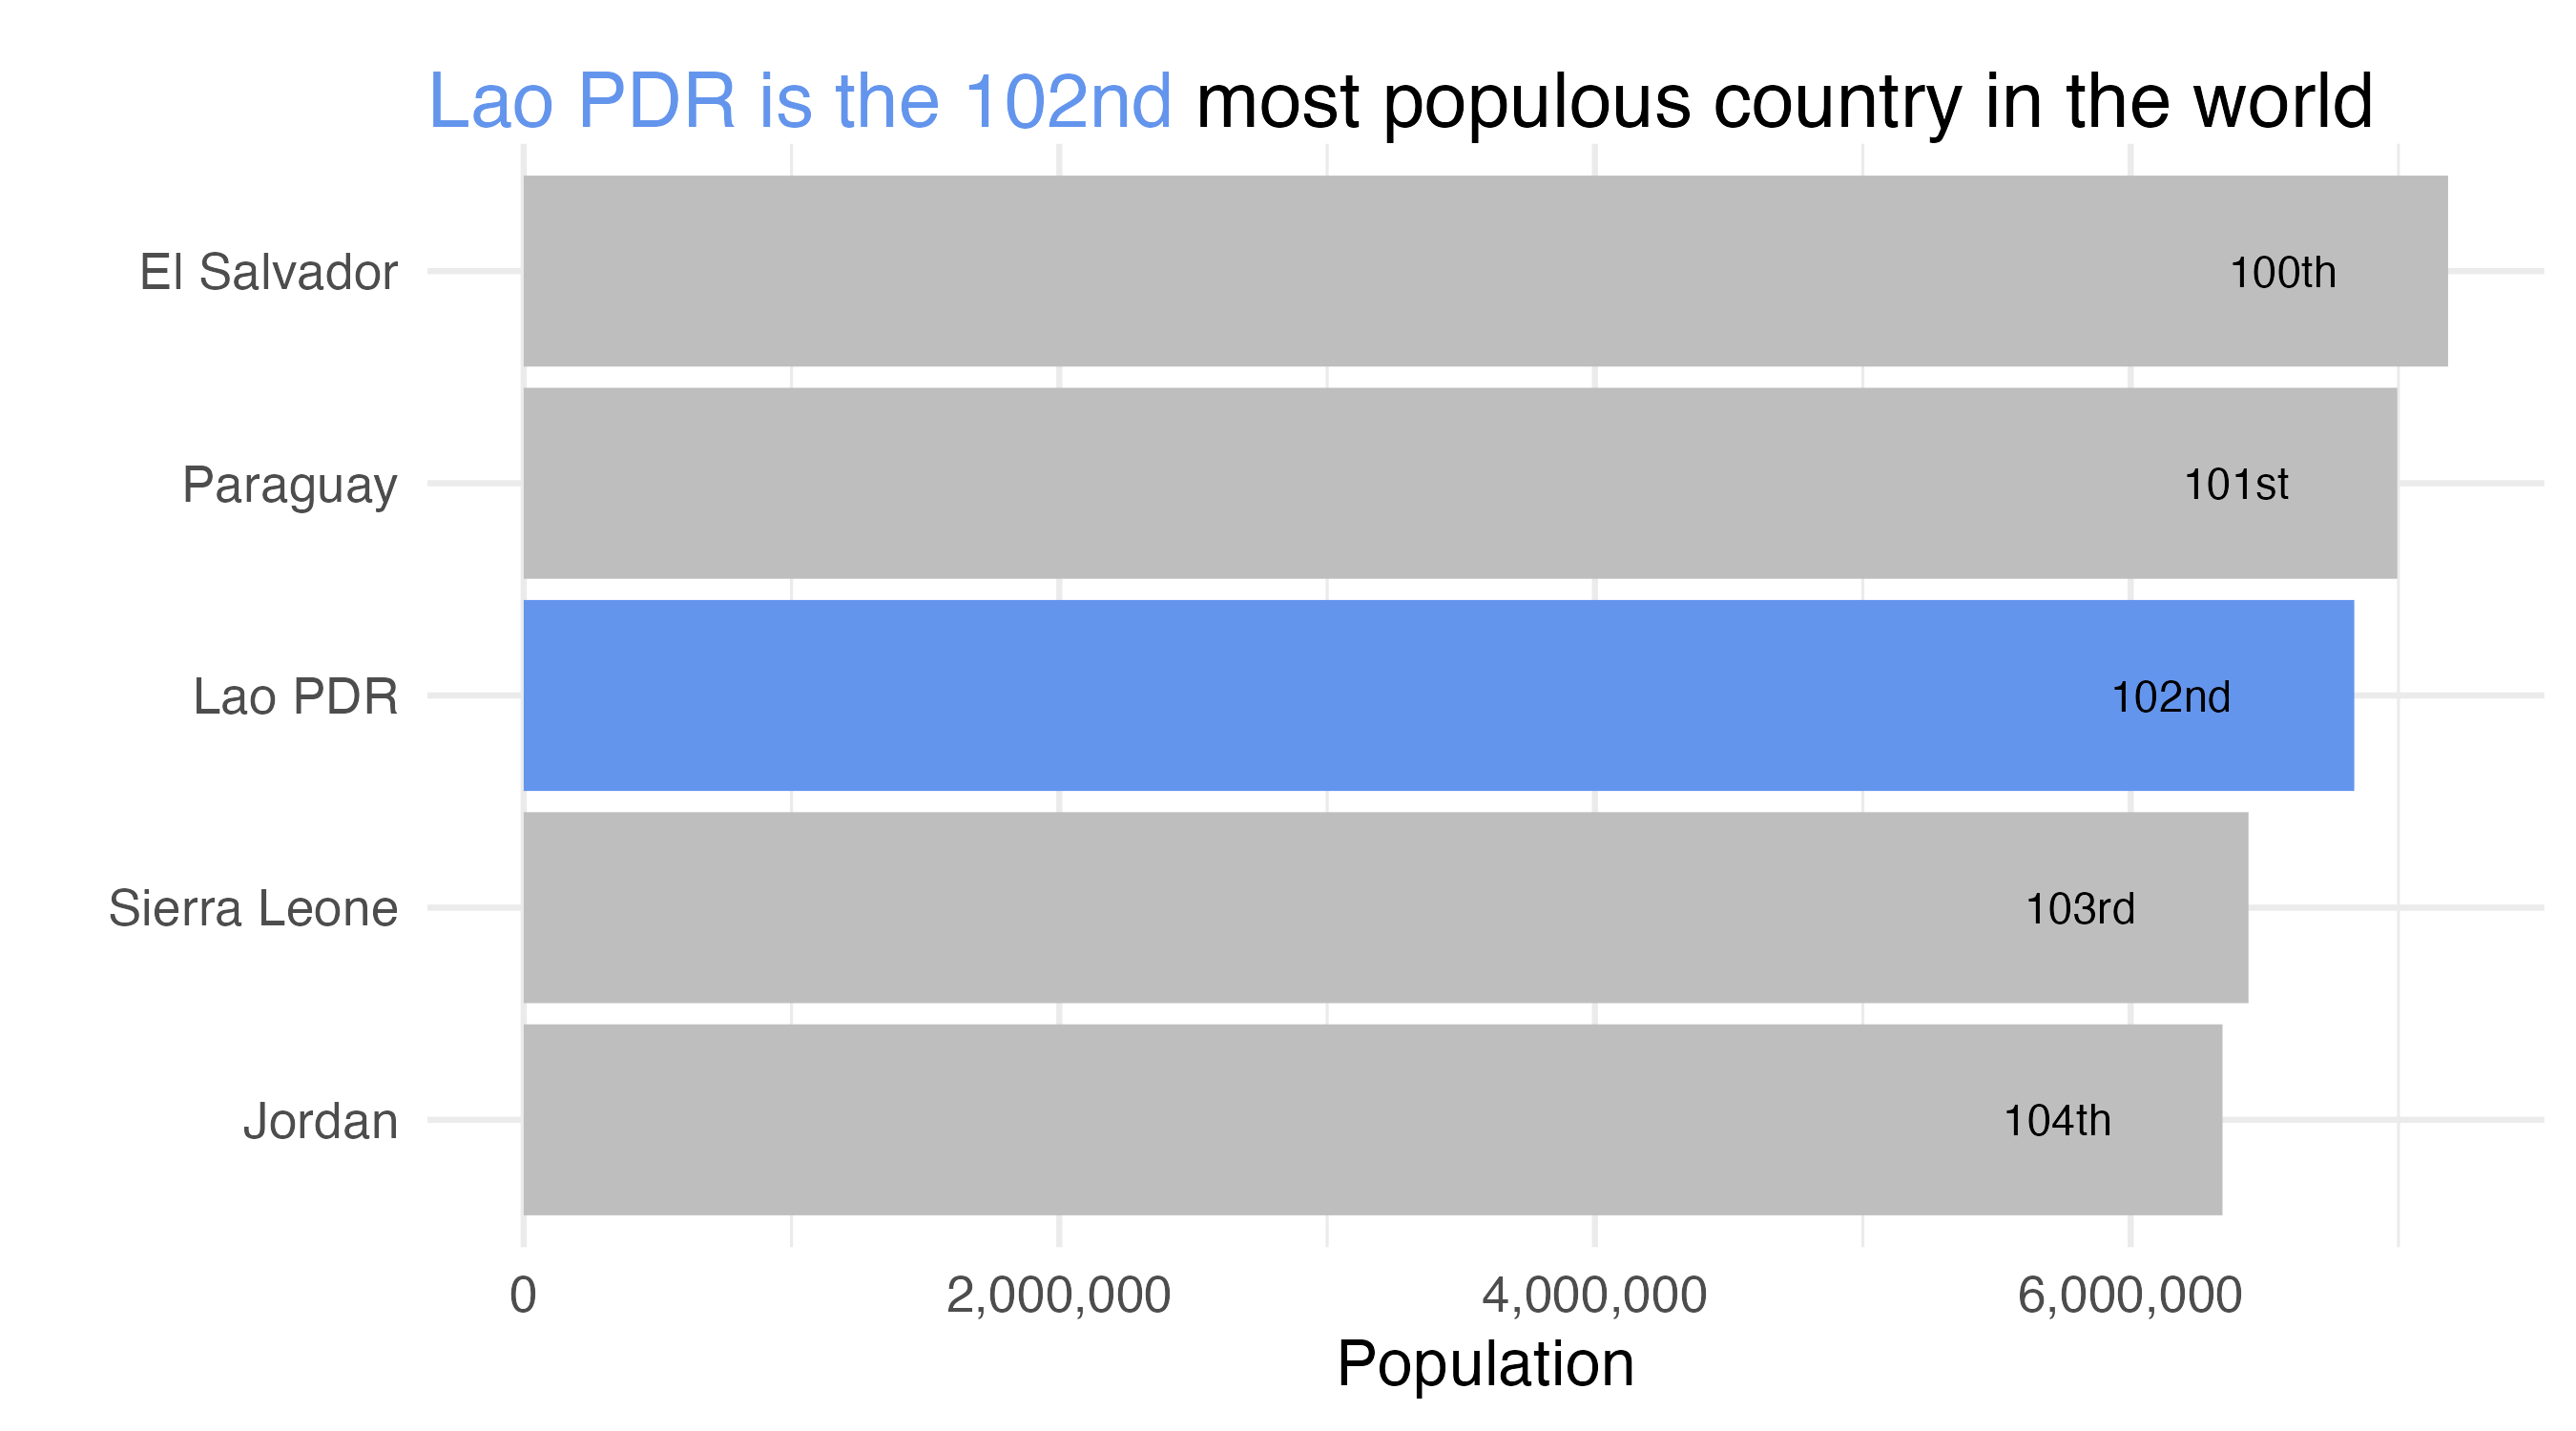 Lao PDR is the 102nd most populous country in the world
El Salvador
100th
Paraguay
101st
Lao PDR
102nd
Sierra Leone
103rd
Jordan
104th
0
2,000,000
4,000,000
6,000,000
Population